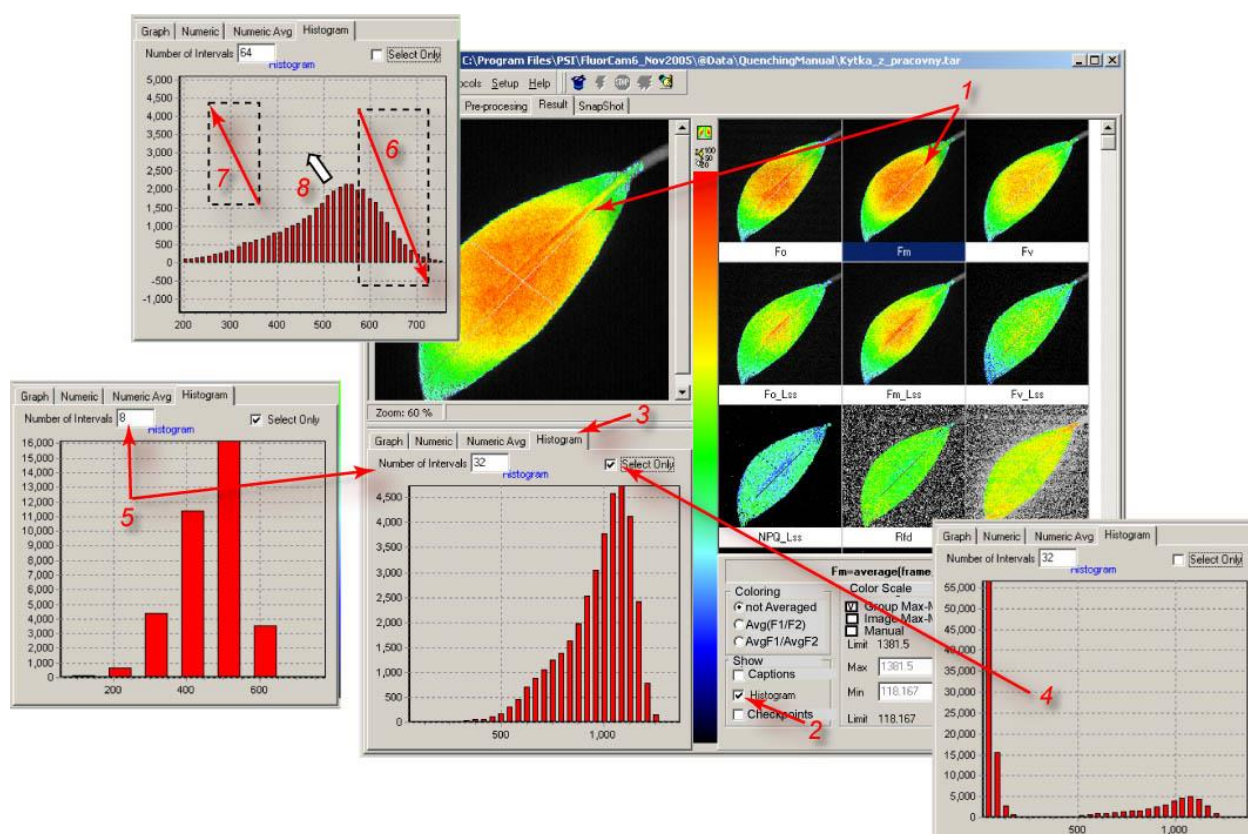 Graph Numeric Numeric Avg Histogram
Number of Intervals 64 Select Only
Histogram
5,000
4,500
4,000
3,500
3,000
2,500
2,000
1,500
1,000
500
0
-500
-1,000
200 300 400 500 600 700
6
7
8
C:\Program Files\PSI\FluorCam6_Nov2005\@Data\QuenchingManual\Kytka_z_pracovny.tar
ocols Setup Help
Pre-procesing Result SnapShot
1
100
50
20
Fo Fm Fv
Fo_Lss Fm_Lss Fv_Lss
NPQ_Lss Rfd
Zoom: 60 %
3
Graph Numeric Numeric Avg Histogram
Number of Intervals 32 Select Only
Histogram
4,500
4,000
3,500
3,000
2,500
2,000
1,500
1,000
500
0
500 1,000
Graph Numeric Numeric Avg Histogram
Number of Intervals 8 Select Only
Histogram
16,000
15,000
14,000
13,000
12,000
11,000
10,000
9,000
8,000
7,000
6,000
5,000
4,000
3,000
2,000
1,000
200 400 600
5
Fm=average(frame
Coloring
not Averaged
Avg(F1/F2)
AvgF1/AvgF2
Show
Captions
Histogram
Checkpoints
2
Color Scale
Group Max-M
Image Max-M
Manual
Limit 1381.5
Max 1381.5
Min 118.167
Limit 118.167
4
Graph Numeric Numeric Avg Histogram
Number of Intervals 32 Select Only
Histogram
55,000
50,000
45,000
40,000
35,000
30,000
25,000
20,000
15,000
10,000
5,000
0
500 1,000